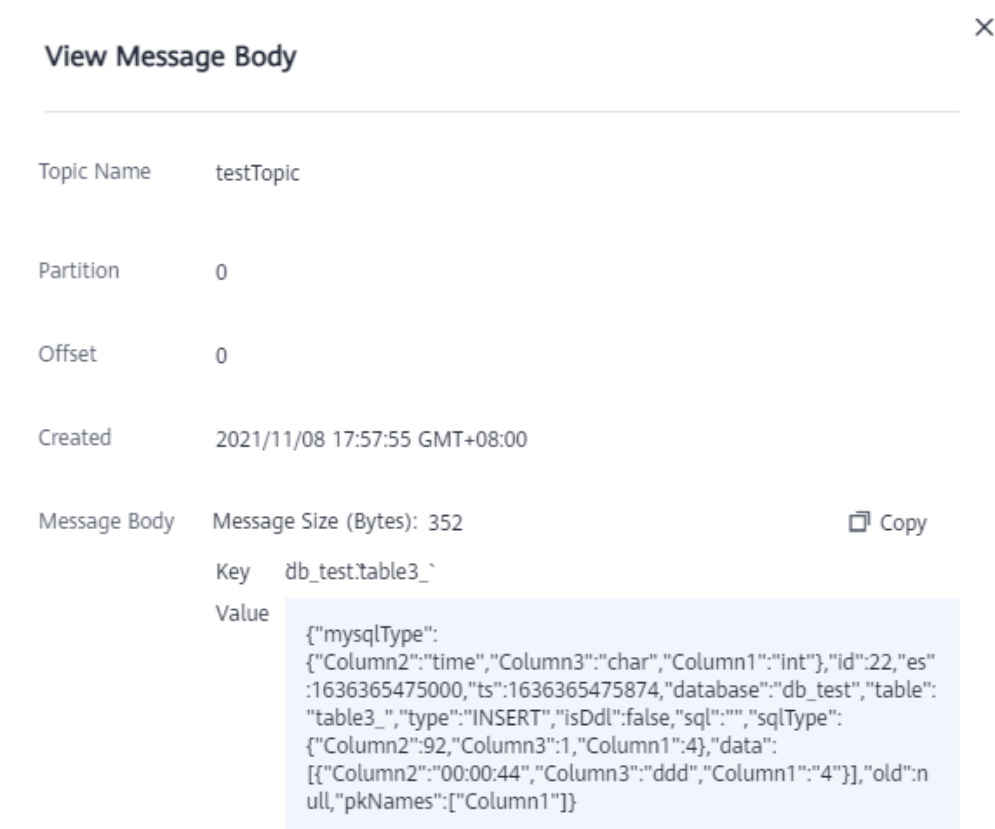 View Message Body
Topic Name testTopic
Partition 0
Offset 0
Created 2021/11/08 17:57:55 GMT+08:00
Message Body Message Size (Bytes): 352 Copy
Key `db_test`.`table3_`
Value
{"mysqlType":
{"Column2":"time","Column3":"char","Column1":"int"},"id":22,"es"
:1636365475000,"ts":1636365475874,"database":"db_test","table":
"table3_","type":"INSERT","isDdl":false,"sql":"","sqlType":
{"Column2":92,"Column3":1,"Column1":4},"data":
[{"Column2":"00:00:44","Column3":"ddd","Column1":"4"}],"old":n
ull,"pkNames":["Column1"]}